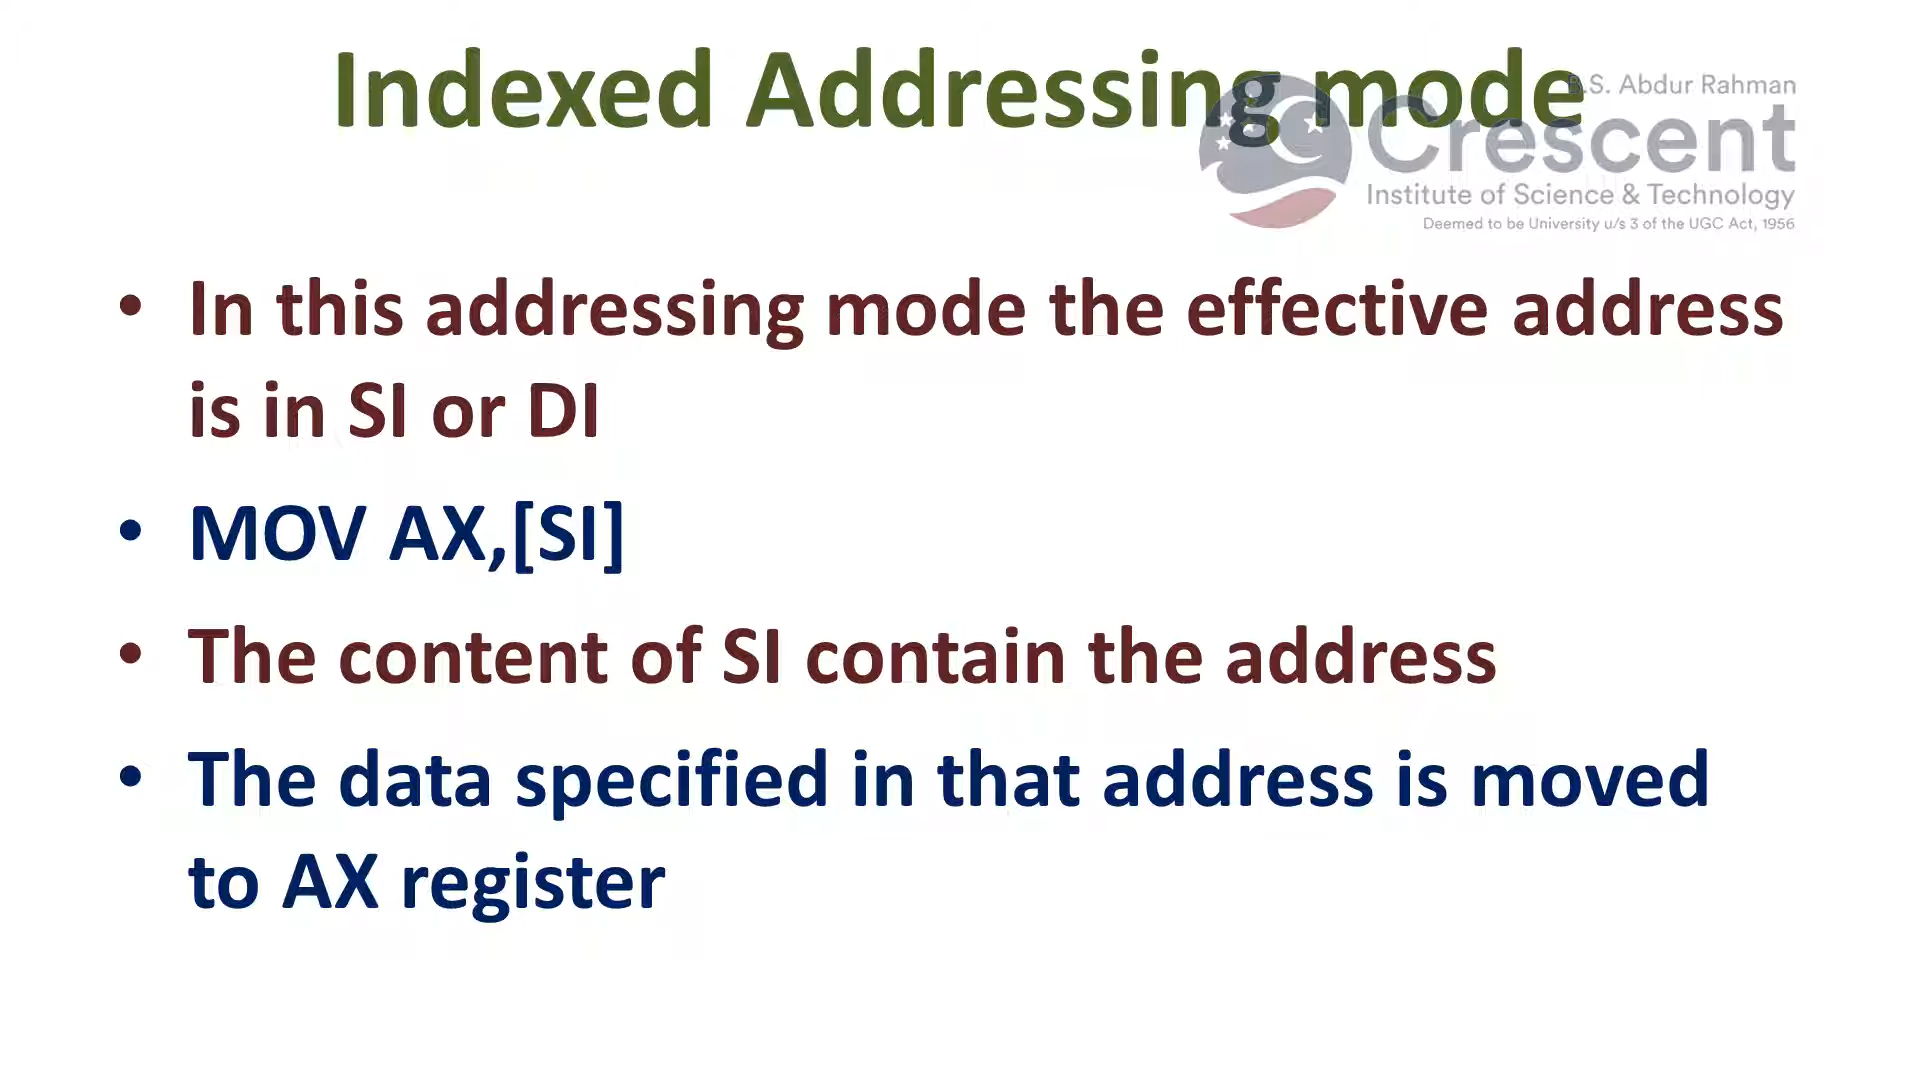 Indexed Addressing mode
B.S. Abdur Rahman
Crescent
Institute of Science & Technology
Deemed to be University u/s 3 of the UGC Act, 1956
• In this addressing mode the effective address
is in SI or DI
• MOV AX,[SI]
• The content of SI contain the address
• The data specified in that address is moved
to AX register